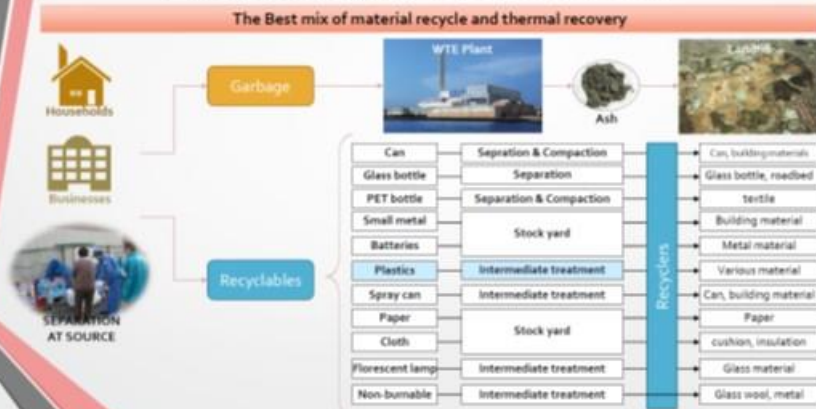 The Best mix of material recycle and thermal recovery
Households
Businesses
SEPARATION
AT SOURCE
Garbage
Recyclables
WTE Plant
Ash
Landfill
Can
Glass bottle
PET bottle
Small metal
Batteries
Plastics
Spray can
Paper
Cloth
Florescent lamp
Non-burnable
Sepration & Compaction
Separation
Separation & Compaction
Stock yard
Intermediate treatment
Intermediate treatment
Stock yard
Intermediate treatment
Intermediate treatment
Recyclers
Can, building materials
Glass bottle, roadbed
textile
Building material
Metal material
Various material
Can, building material
Paper
cushion, insulation
Glass material
Glass wool, metal